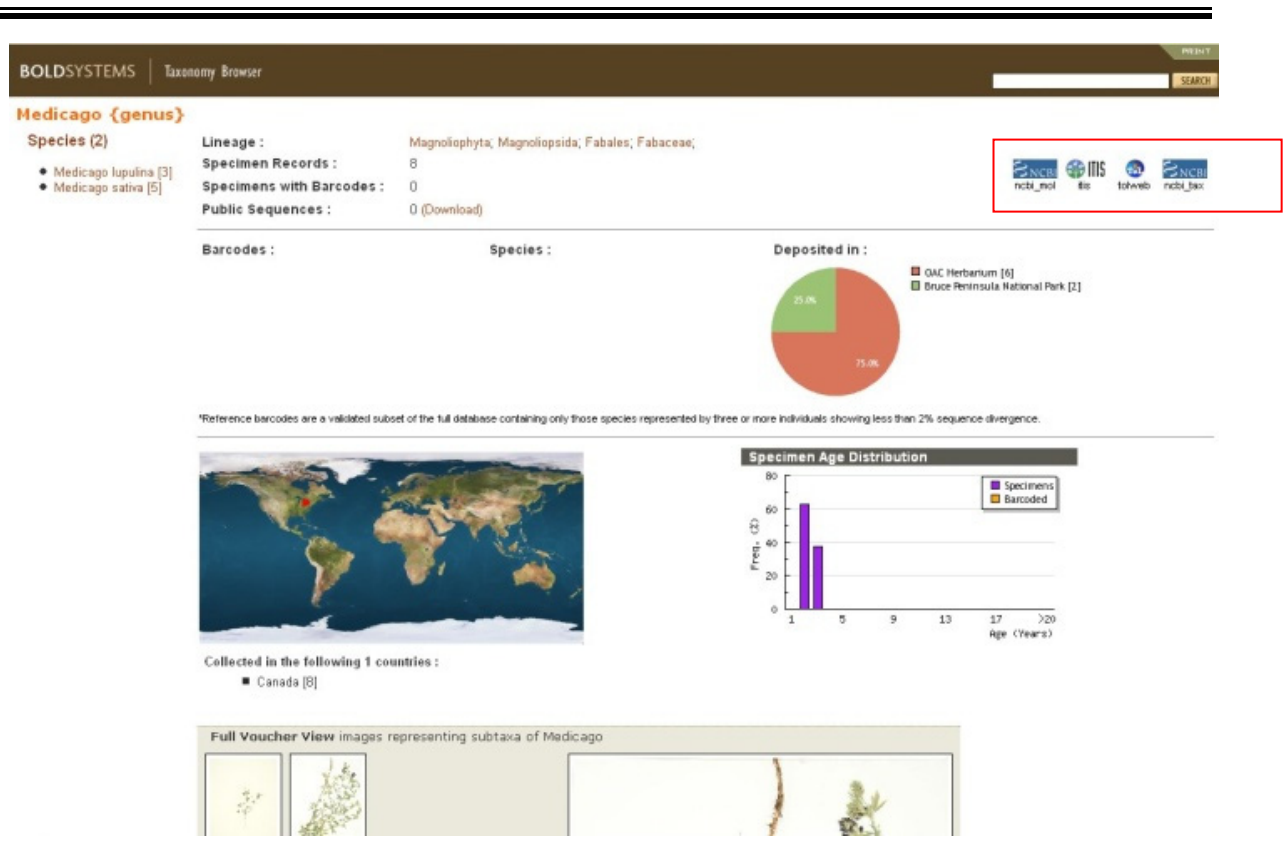 PRINT
BOLDSYSTEMS | Taxonomy Browser
SEARCH
Medicago {genus}
Species (2)
Medicago lupulina [3]
Medicago sativa [5]
Lineage : Magnoliophyta; Magnoliopsida; Fabales; Fabaceae;
Specimen Records : 8
Specimens with Barcodes : 0
Public Sequences : 0 (Download)
NCBI ITIS NCBI
ncbi_mol itis tolweb ncbi_tax
Barcodes : Species : Deposited in :
OAC Herbarium [6]
Bruce Peninsula National Park [2]
25.0%
75.0%
*Reference barcodes are a validated subset of the full database containing only those species represented by three or more individuals showing less than 2% sequence divergence.
Specimen Age Distribution
Specimens
Barcoded
Freq. (%)
80
60
40
20
0
1 5 9 13 17 >20
Age (Years)
Collected in the following 1 countries :
Canada [8]
Full Voucher View images representing subtaxa of Medicago